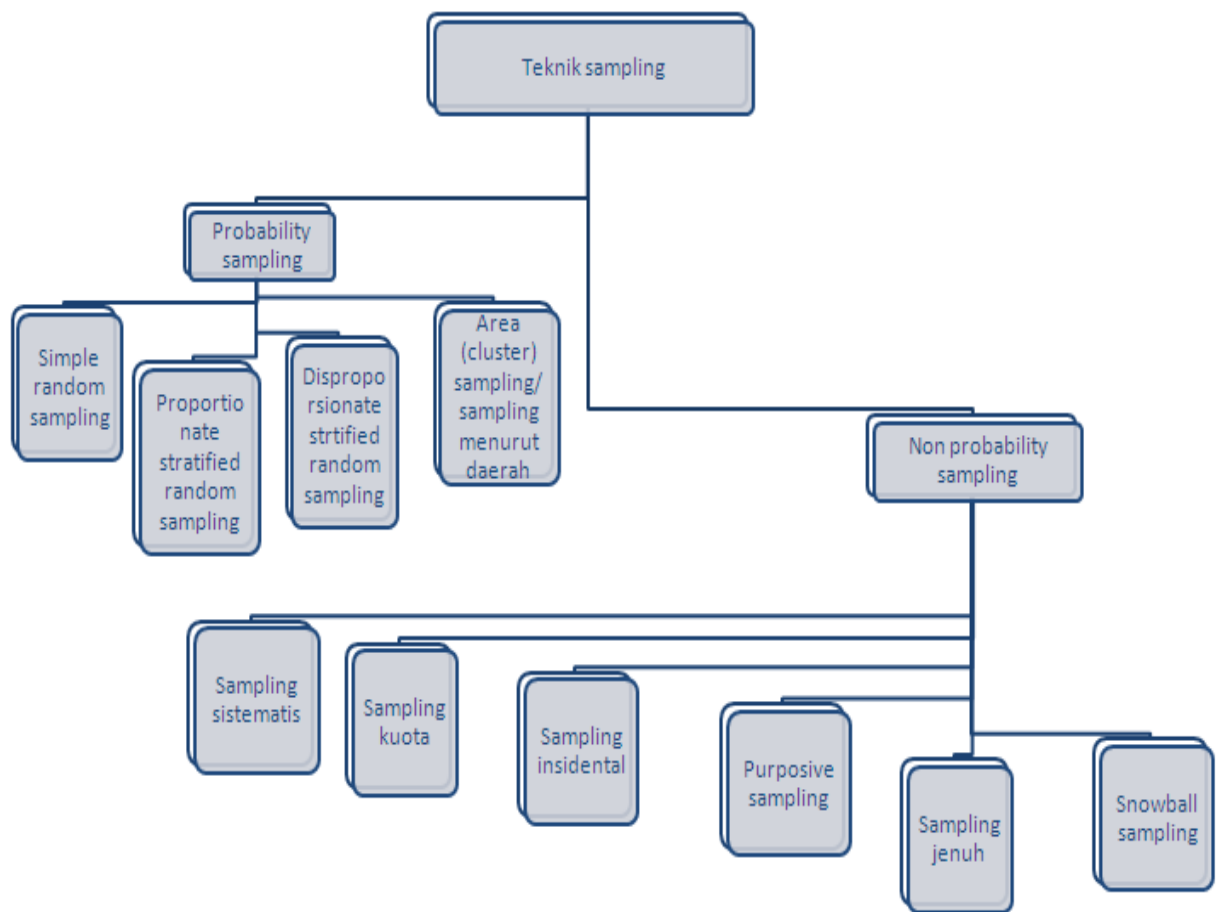 Teknik sampling
Probability
sampling
Simple
random
sampling
Proportio
nate
stratified
random
sampling
Dispropo
rsionate
strtified
random
sampling
Area
(cluster)
sampling/
sampling
menurut
daerah
Non probability
sampling
Sampling
sistematis
Sampling
kuota
Sampling
insidental
Purposive
sampling
Sampling
jenuh
Snowball
sampling